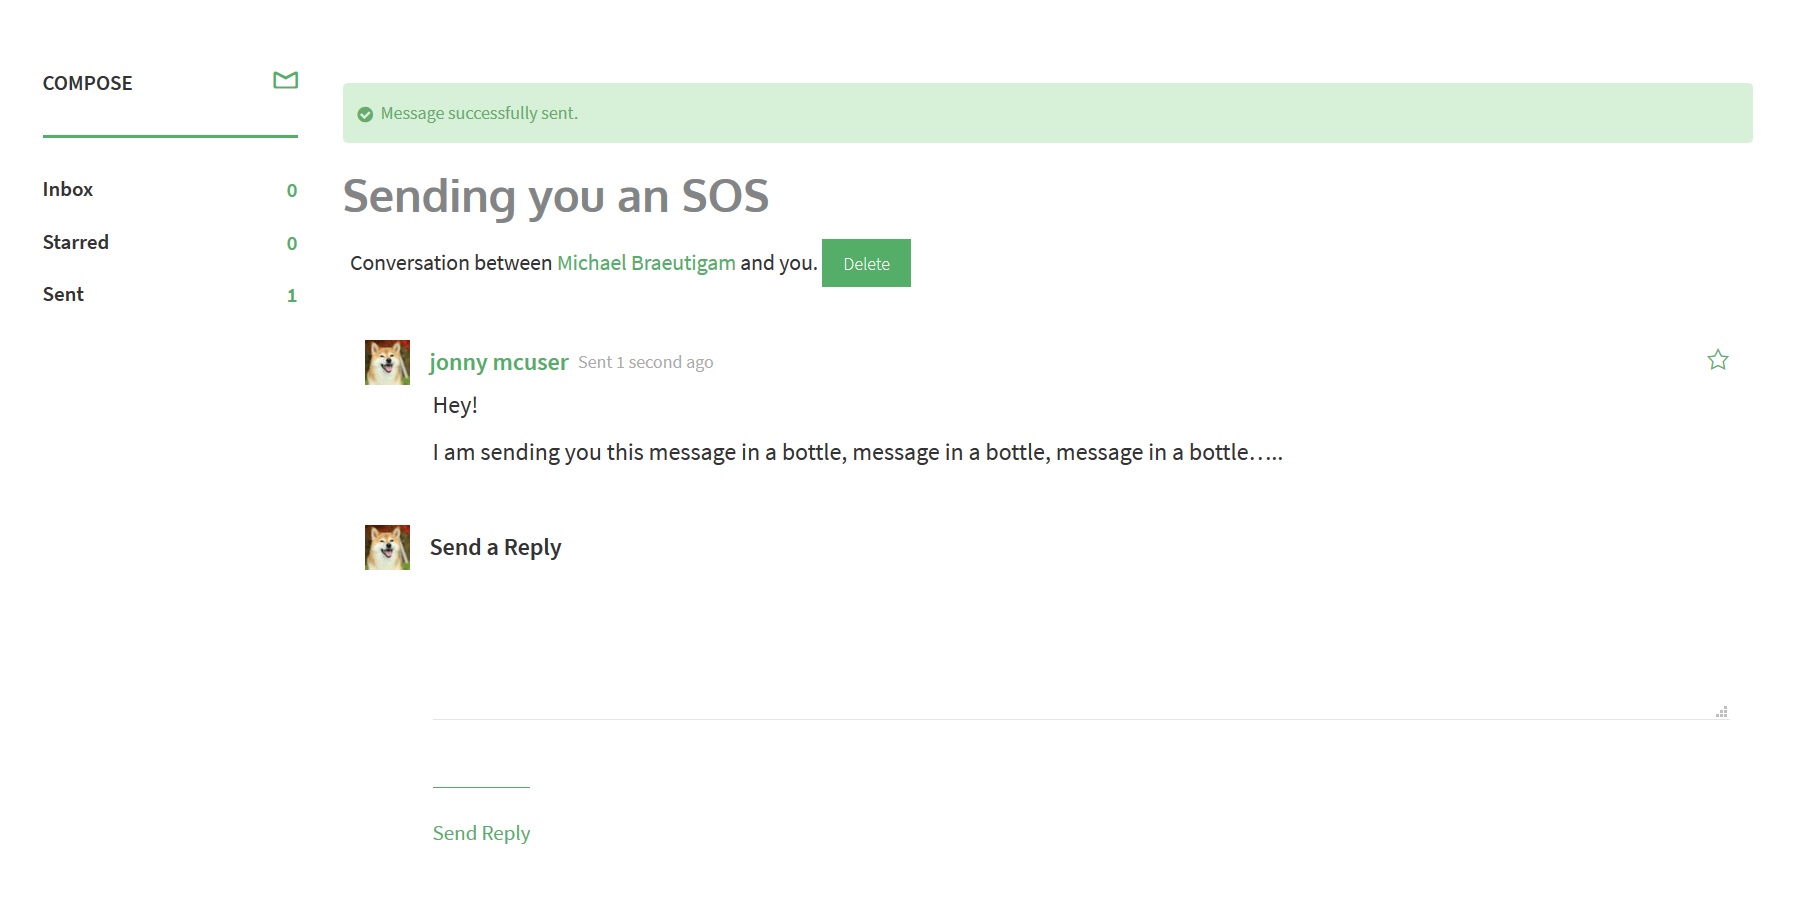 COMPOSE
Message successfully sent.
Inbox 0
Starred 0
Sent 1
Sending you an SOS
Conversation between Michael Braeutigam and you. Delete
jonny mcuser Sent 1 second ago
Hey!
I am sending you this message in a bottle, message in a bottle, message in a bottle…..
Send a Reply
Send Reply